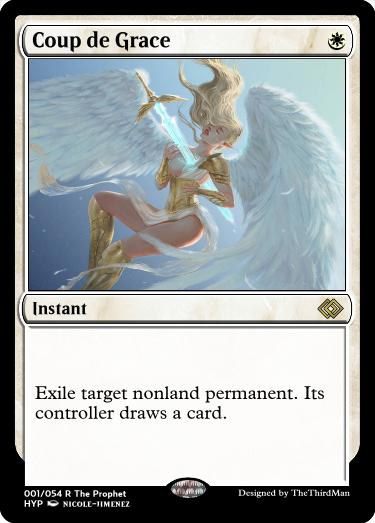 Coup de Grace
Instant
Exile target nonland permanent. Its
controller draws a card.
001/054 R The Prophet
HYP NICOLE-JIMENEZ
Designed by TheThirdMan